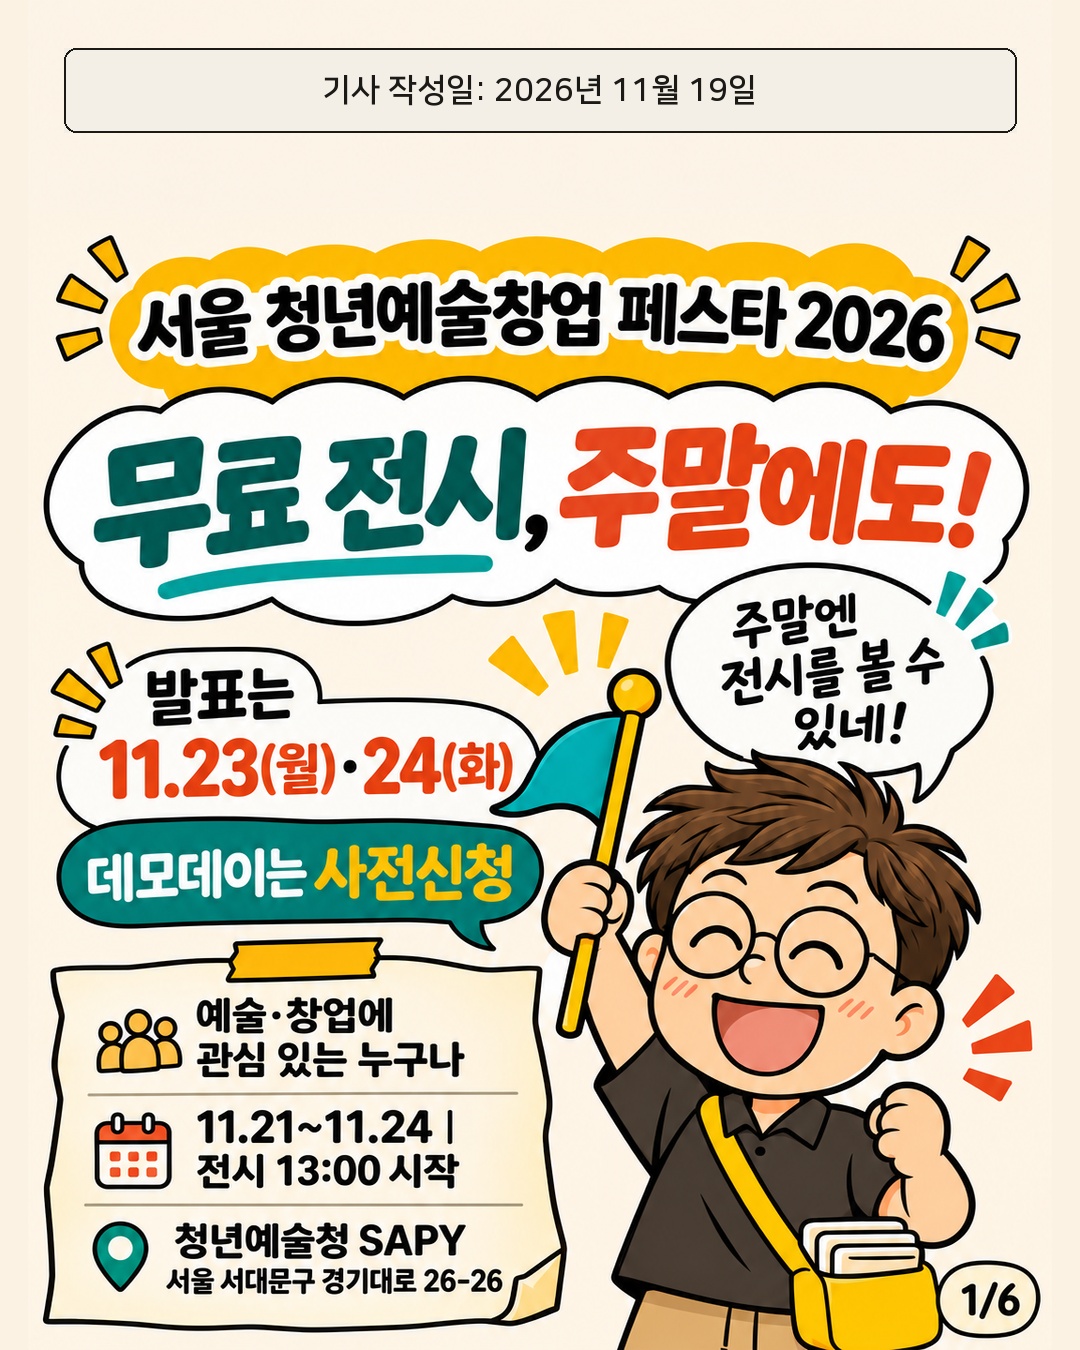 기사 작성일: 2026년 11월 19일
서울 청년예술창업 페스타 2026
무료 전시, 주말에도!
주말엔
전시를 볼 수
있네!
발표는
11.23(월)·24(화)
데모데이는 사전신청
예술·창업에
관심 있는 누구나
11.21~11.24 |
전시 13:00 시작
청년예술청 SAPY
서울 서대문구 경기대로 26-26
1/6